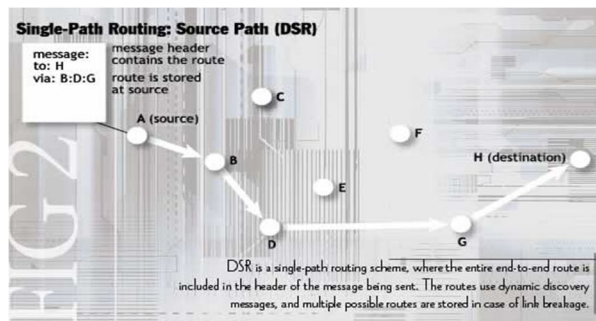 Single-Path Routing: Source Path (DSR)
message:
to: H
via: B:D:G
message header
contains the route
route is stored
at source
A (source)
B
C
D
E
F
G
H (destination)
FIG 2
DSR is a single-path routing scheme, where the entire end-to-end route is
included in the header of the message being sent. The routes use dynamic discovery
messages, and multiple possible routes are stored in case of link breakage.